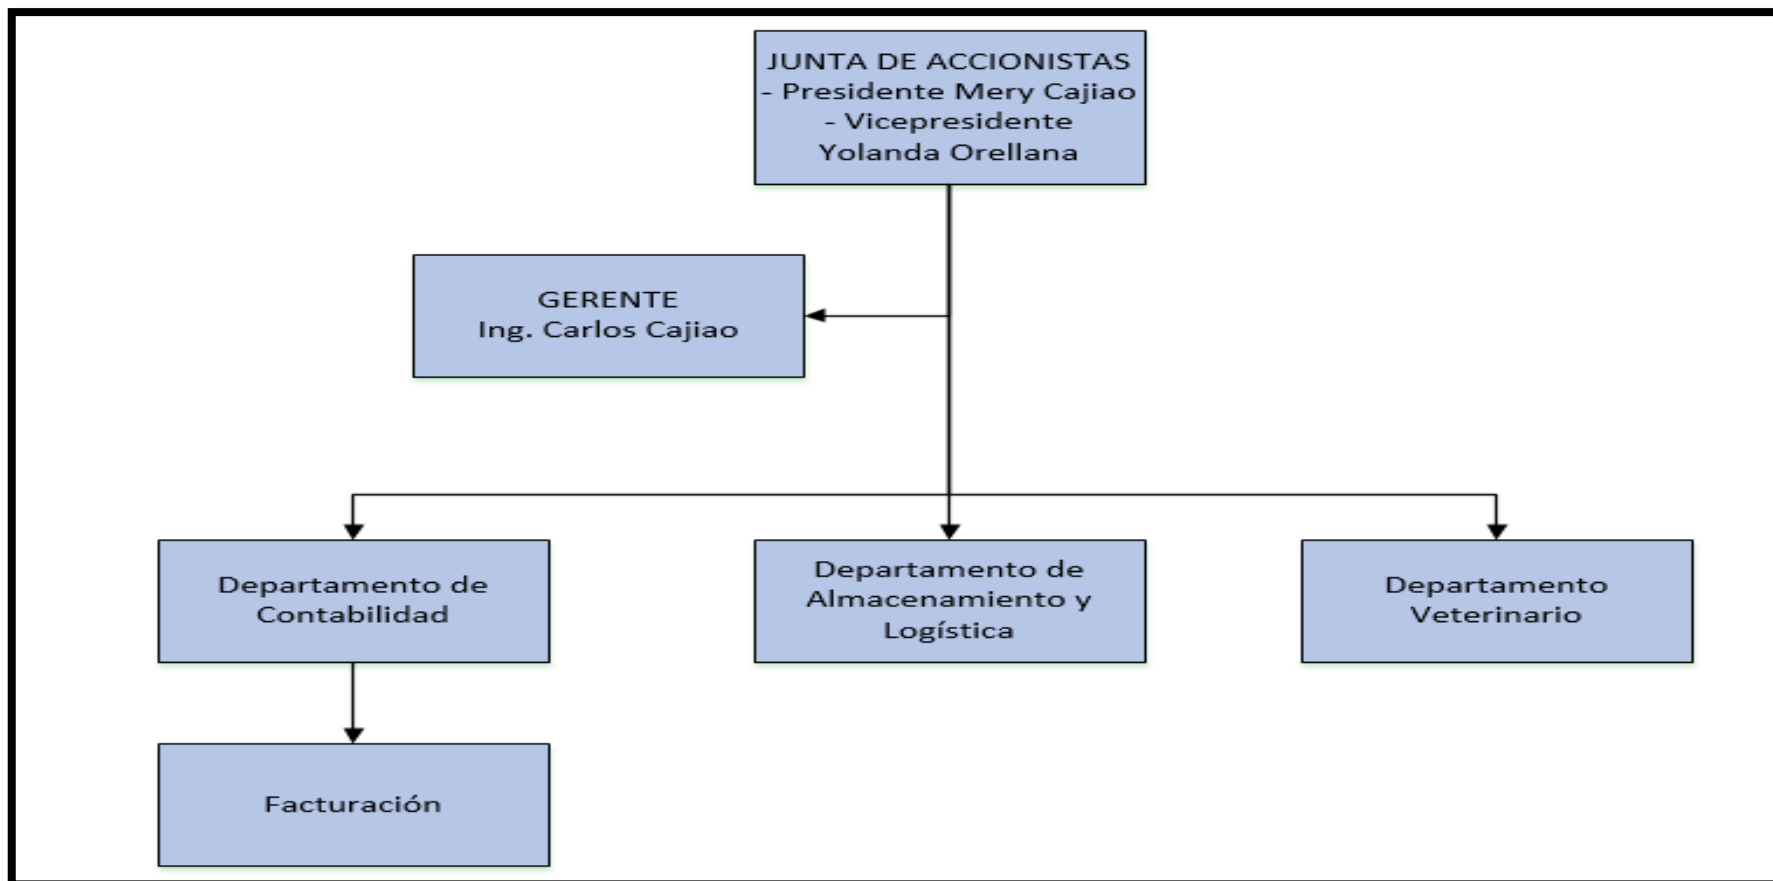 JUNTA DE ACCIONISTAS
- Presidente Mery Cajiao
- Vicepresidente
Yolanda Orellana
GERENTE
Ing. Carlos Cajiao
Departamento de
Contabilidad
Departamento de
Almacenamiento y
Logística
Departamento
Veterinario
Facturación